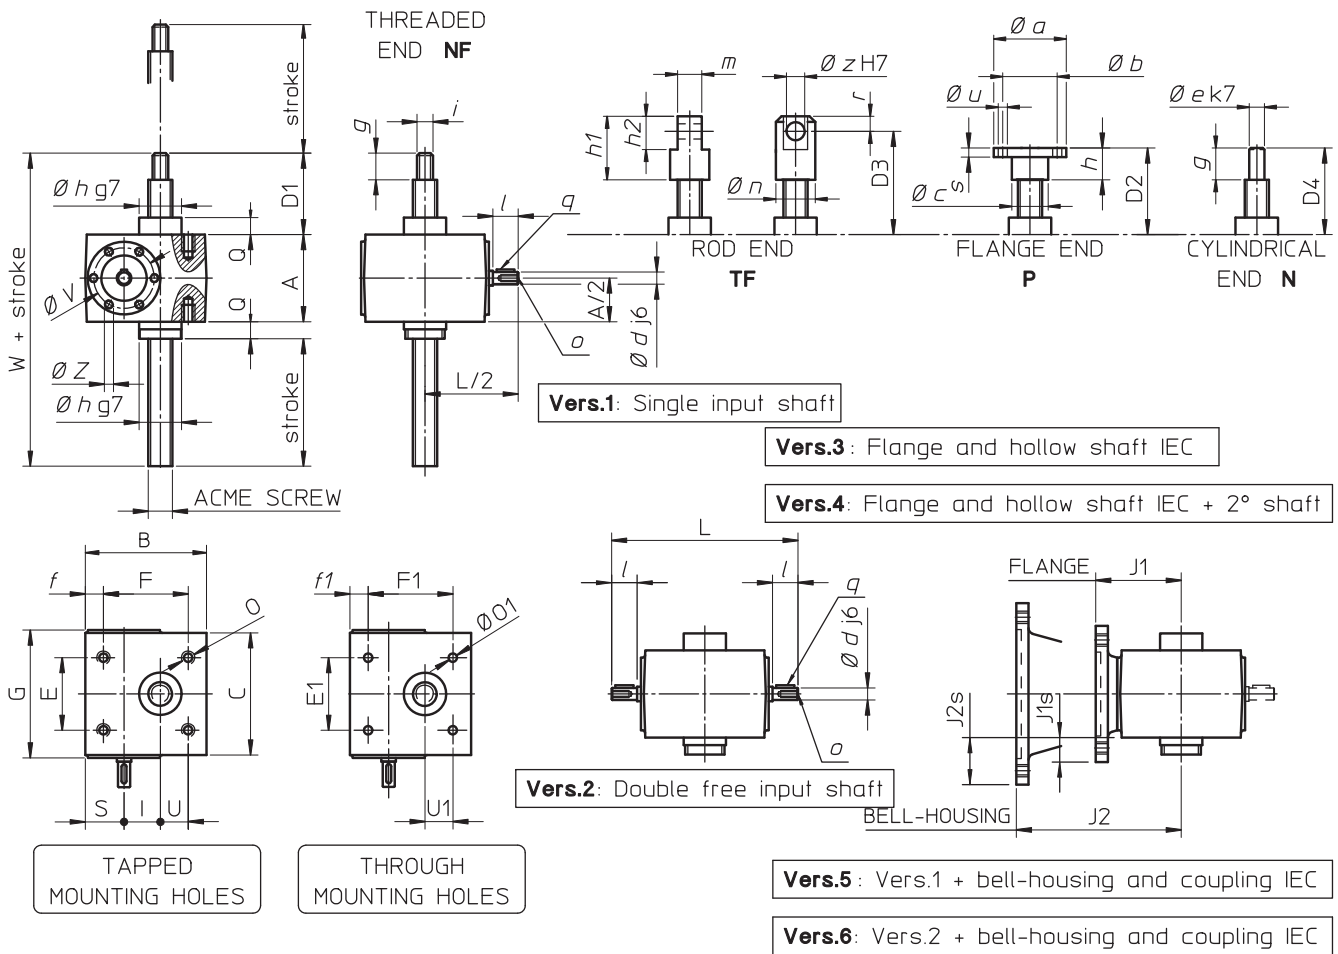 THREADED
END NF
stroke
D1
A
Q
Q
stroke
W + stroke
Ø h g7
Ø V
Ø Z
Ø h g7
ACME SCREW
g
i
l
q
A/2
Ø d j6
o
L/2
m
h1
h2
Ø z H7
r
Ø n
D3
ROD END
TF
Ø a
Ø b
Ø u
Ø c
s
h
D2
FLANGE END
P
Ø e k7
g
D4
CYLINDRICAL
END N
Vers.1: Single input shaft
Vers.3 : Flange and hollow shaft IEC
Vers.4: Flange and hollow shaft IEC + 2° shaft
B
f
F
O
G
E
C
S
I
U
TAPPED
MOUNTING HOLES
f1
F1
Ø O1
E1
U1
THROUGH
MOUNTING HOLES
L
l
l
q
Ø d j6
o
Vers.2: Double free input shaft
FLANGE
J1
J2s
J1s
BELL-HOUSING
J2
Vers.5 : Vers.1 + bell-housing and coupling IEC
Vers.6: Vers.2 + bell-housing and coupling IEC